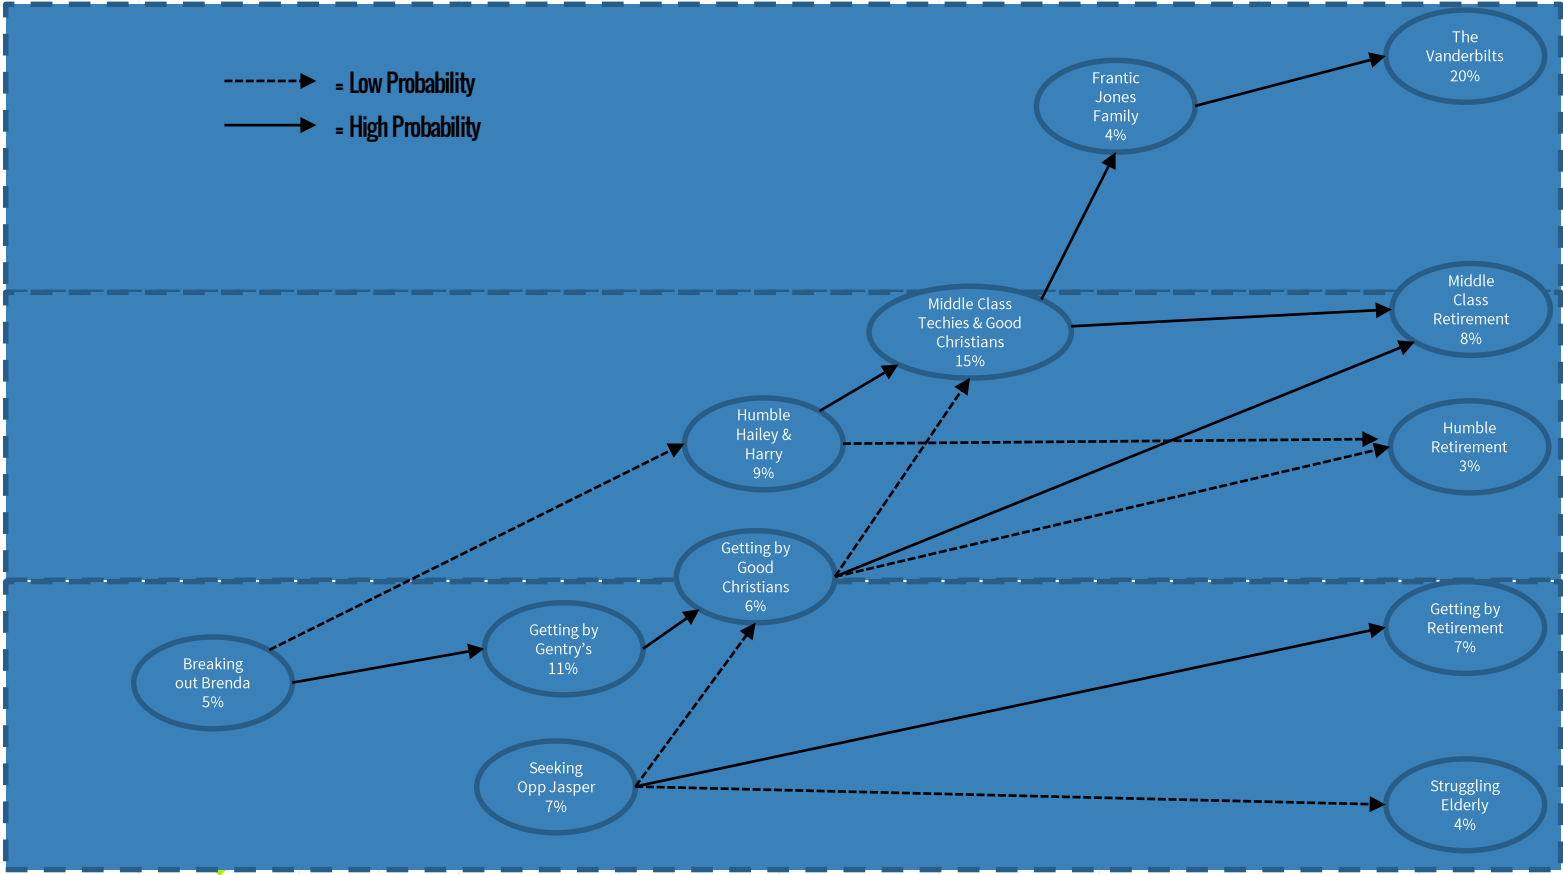 = Low Probability
= High Probability
The
Vanderbilts
20%
Frantic
Jones
Family
4%
Middle Class
Techies & Good
Christians
15%
Middle
Class
Retirement
8%
Humble
Hailey &
Harry
9%
Humble
Retirement
3%
Getting by
Good
Christians
6%
Getting by
Gentry’s
11%
Getting by
Retirement
7%
Breaking
out Brenda
5%
Seeking
Opp Jasper
7%
Struggling
Elderly
4%